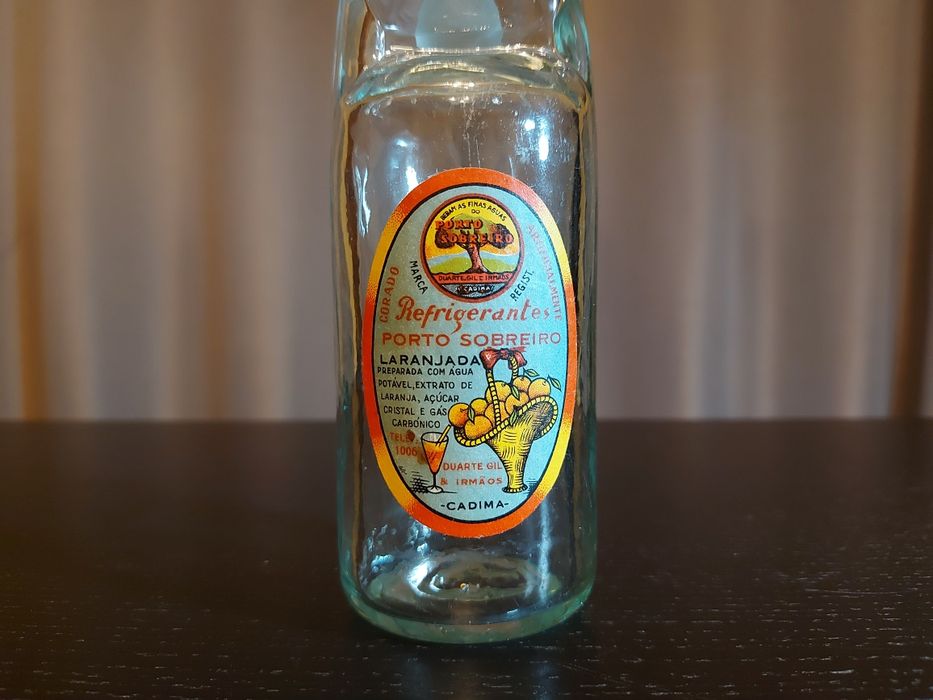 BEBAM AS FINAS AGUAS
DO
PORTO
SOBREIRO
DUARTE, GIL E IRMÃOS
CADIMA
MARCA
REGIST.
CORADO
ARTIFICIALMENTE
Refrigerantes
PORTO SOBREIRO
LARANJADA
PREPARADA COM ÁGUA
POTÁVEL, EXTRATO DE
LARANJA, AÇÚCAR
CRISTAL E GÁS
CARBÓNICO
TELEF.
1006
DUARTE GIL
& IRMÃOS
-CADIMA-